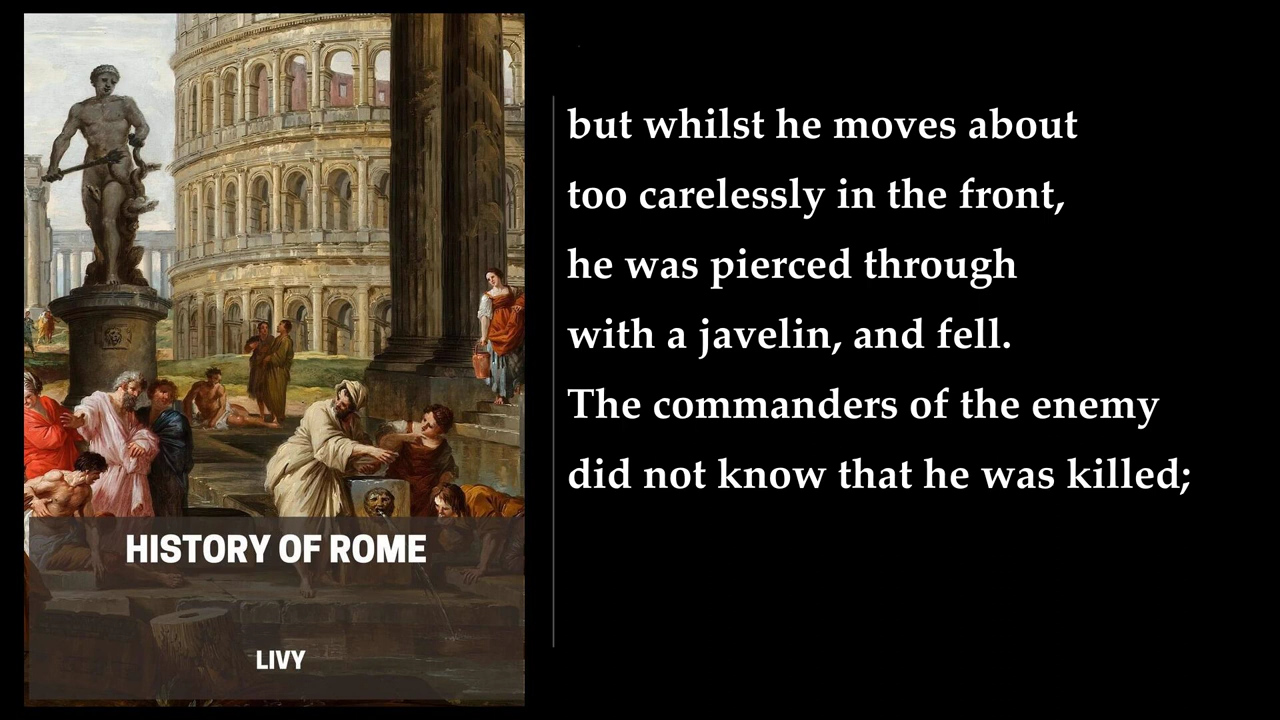 HISTORY OF ROME
LIVY
but whilst he moves about
too carelessly in the front,
he was pierced through
with a javelin, and fell.
The commanders of the enemy
did not know that he was killed;